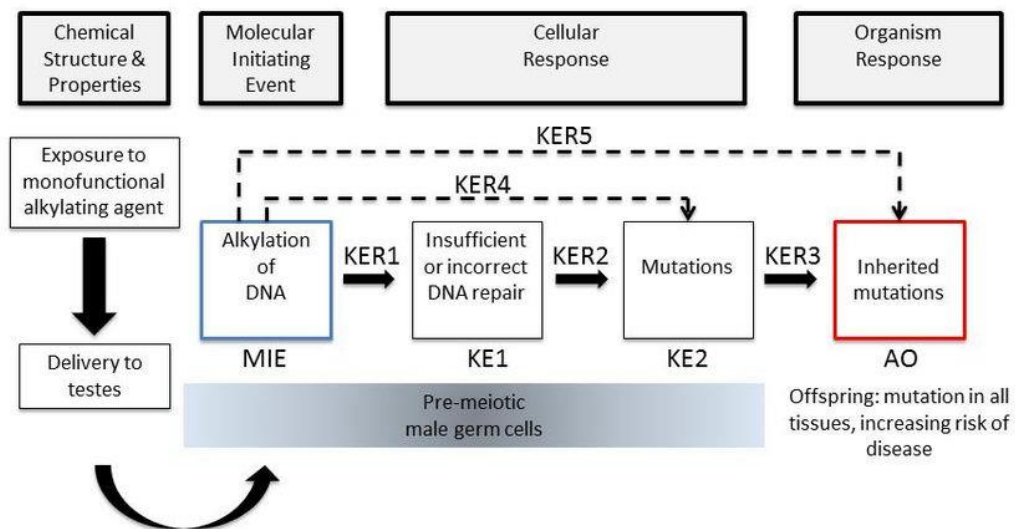 Chemical
Structure &
Properties
Molecular
Initiating
Event
Cellular
Response
Organism
Response
Exposure to
monofunctional
alkylating agent
Delivery to
testes
KER5
KER4
Alkylation
of
DNA
MIE
KER1
Insufficient
or incorrect
DNA repair
KE1
KER2
Mutations
KE2
KER3
Inherited
mutations
AO
Pre-meiotic
male germ cells
Offspring: mutation in all
tissues, increasing risk of
disease